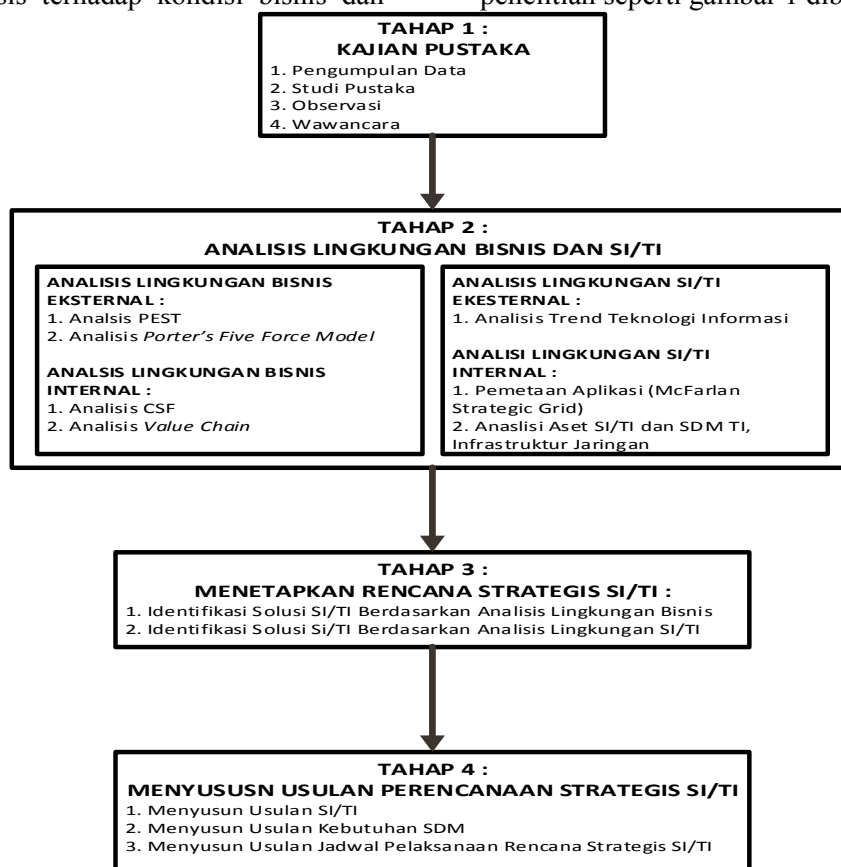 sis terhadap kondisi bisnis dan
penelitian seperti gambar 1 dib
TAHAP 1 :
KAJIAN PUSTAKA
1. Pengumpulan Data
2. Studi Pustaka
3. Observasi
4. Wawancara
TAHAP 2 :
ANALISIS LINGKUNGAN BISNIS DAN SI/TI
ANALISIS LINGKUNGAN BISNIS
EKSTERNAL :
1. Analsis PEST
2. Analisis Porter's Five Force Model
ANALSIS LINGKUNGAN BISNIS
INTERNAL :
1. Analisis CSF
2. Analisis Value Chain
ANALISIS LINGKUNGAN SI/TI
EKESTERNAL :
1. Analisis Trend Teknologi Informasi
ANALISI LINGKUNGAN SI/TI
INTERNAL :
1. Pemetaan Aplikasi (McFarlan
Strategic Grid)
2. Anaslisi Aset SI/TI dan SDM TI,
Infrastruktur Jaringan
TAHAP 3 :
MENETAPKAN RENCANA STRATEGIS SI/TI :
1. Identifikasi Solusi SI/TI Berdasarkan Analisis Lingkungan Bisnis
2. Identifikasi Solusi Si/TI Berdasarkan Analisis Lingkungan SI/TI
TAHAP 4 :
MENYUSUSN USULAN PERENCANAAN STRATEGIS SI/TI
1. Menyusun Usulan SI/TI
2. Menyusun Usulan Kebutuhan SDM
3. Menyusun Usulan Jadwal Pelaksanaan Rencana Strategis SI/TI